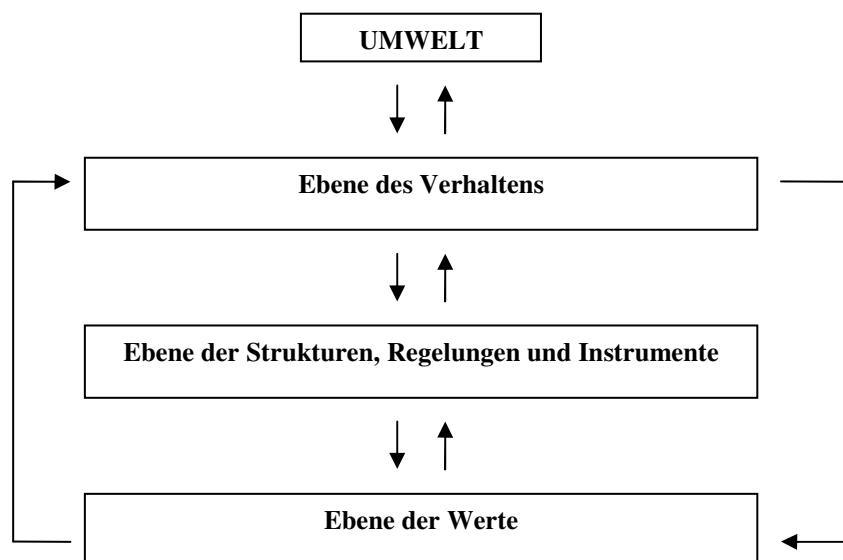 UMWELT
Ebene des Verhaltens
Ebene der Strukturen, Regelungen und Instrumente
Ebene der Werte